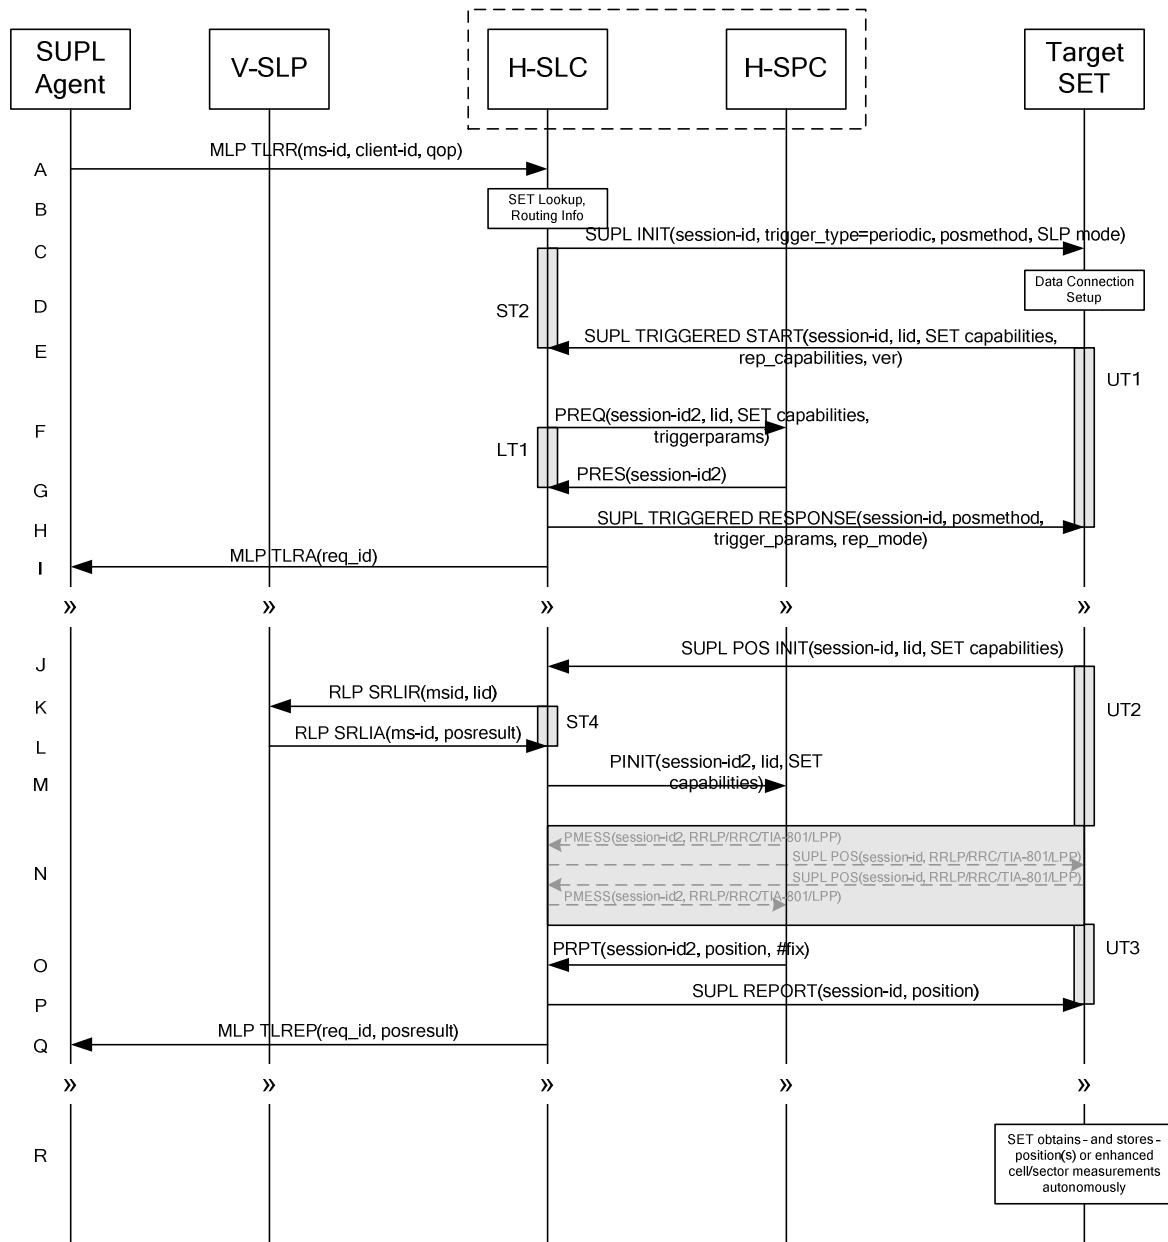 SUPL
Agent
V-SLP
H-SLC
H-SPC
Target
SET
A
MLP TLRR(ms-id, client-id, qop)
B
SET Lookup,
Routing Info
C
SUPL INIT(session-id, trigger_type=periodic, posmethod, SLP mode)
D
ST2
Data Connection
Setup
E
SUPL TRIGGERED START(session-id, lid, SET capabilities,
rep_capabilities, ver)
UT1
F
PREQ(session-id2, lid, SET capabilities,
triggerparams)
LT1
G
PRES(session-id2)
H
SUPL TRIGGERED RESPONSE(session-id, posmethod,
trigger_params, rep_mode)
I
MLP TLRA(req_id)
» » » » »
J
SUPL POS INIT(session-id, lid, SET capabilities)
K
RLP SRLIR(msid, lid)
ST4
UT2
L
RLP SRLIA(ms-id, posresult)
M
PINIT(session-id2, lid, SET
capabilities)
N
PMESS(session-id2, RRLP/RRC/TIA-801/LPP)
SUPL POS(session-id, RRLP/RRC/TIA-801/LPP)
SUPL POS(session-id, RRLP/RRC/TIA-801/LPP)
PMESS(session-id2, RRLP/RRC/TIA-801/LPP)
O
PRPT(session-id2, position, #fix)
UT3
P
SUPL REPORT(session-id, position)
Q
MLP TLREP(req_id, posresult)
» » » » »
R
SET obtains- and stores-
position(s) or enhanced
cell/sector measurements
autonomously